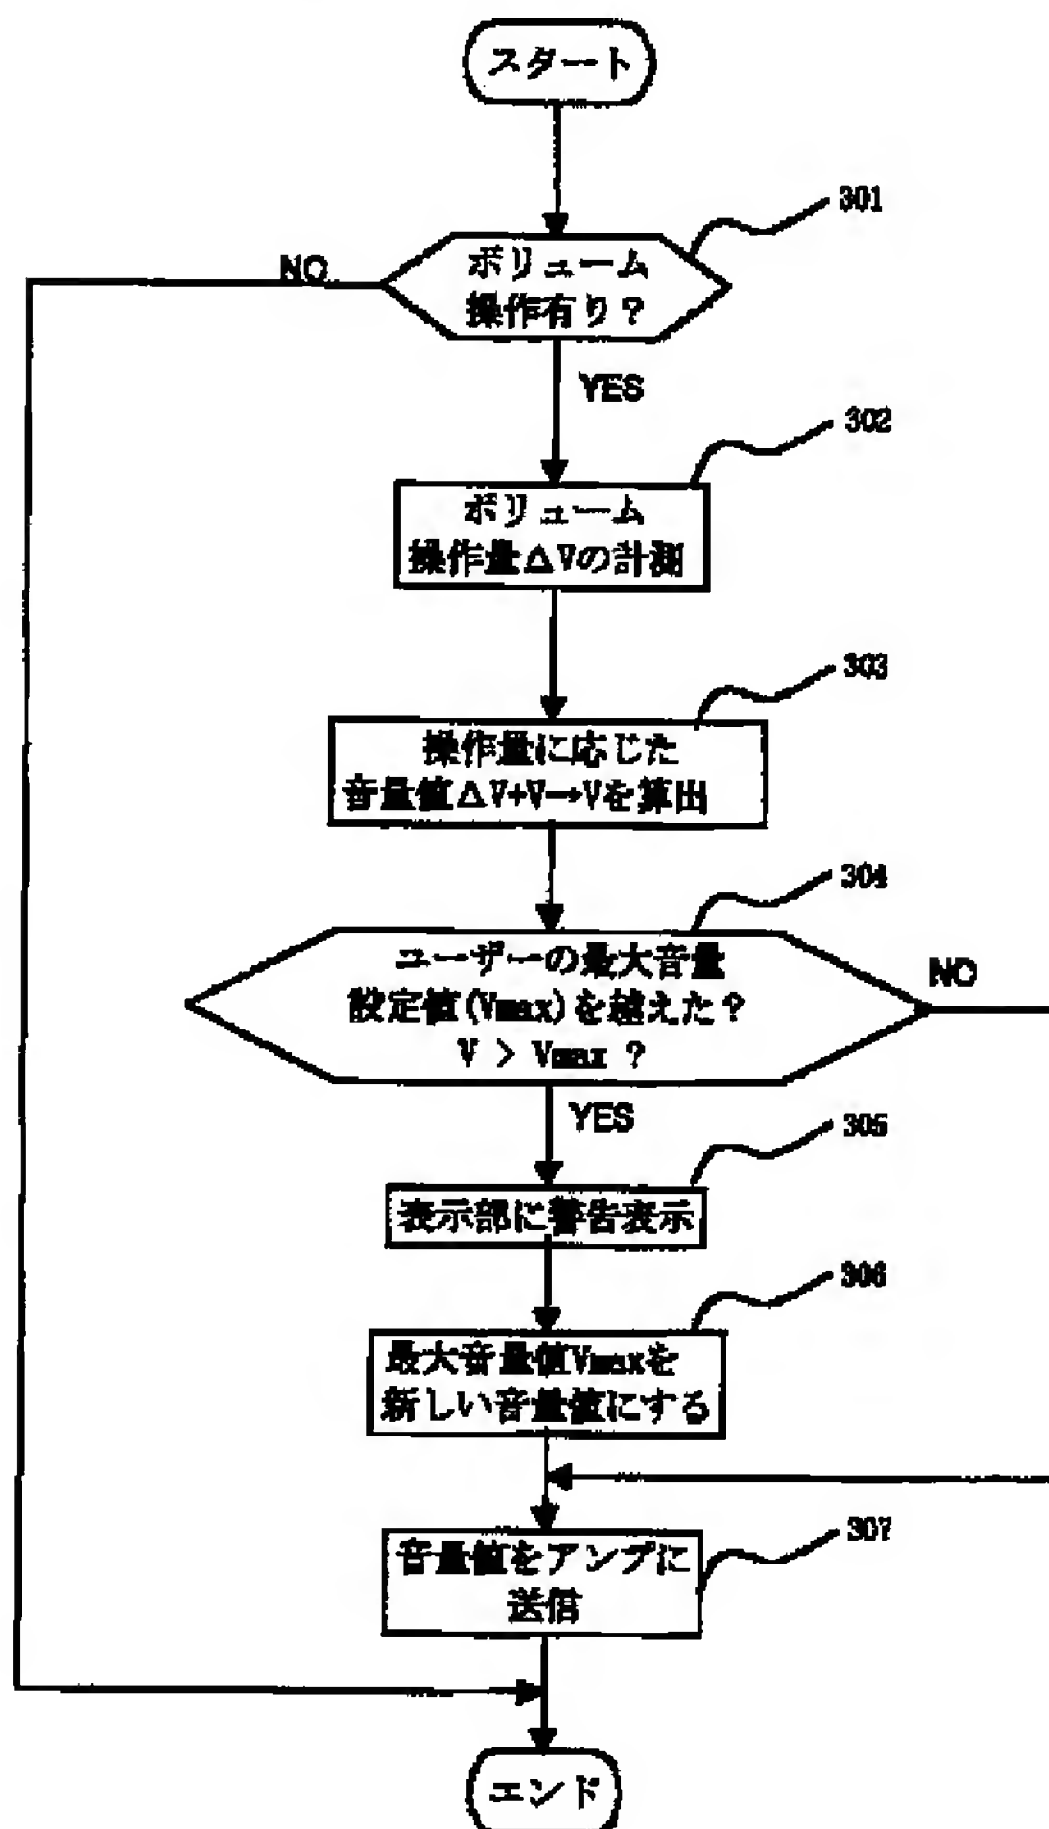 スタート
301
NO
ボリューム
操作有り？
YES
302
ボリューム
操作量△Vの計測
303
操作量に応じた
音量値△V+V→Vを算出
304
ユーザーの最大音量
設定値(Vmax)を越えた？
V > Vmax ?
NO
YES
305
表示部に警告表示
306
最大音量値Vmaxを
新しい音量値にする
307
音量値をアンプに
送信
エンド